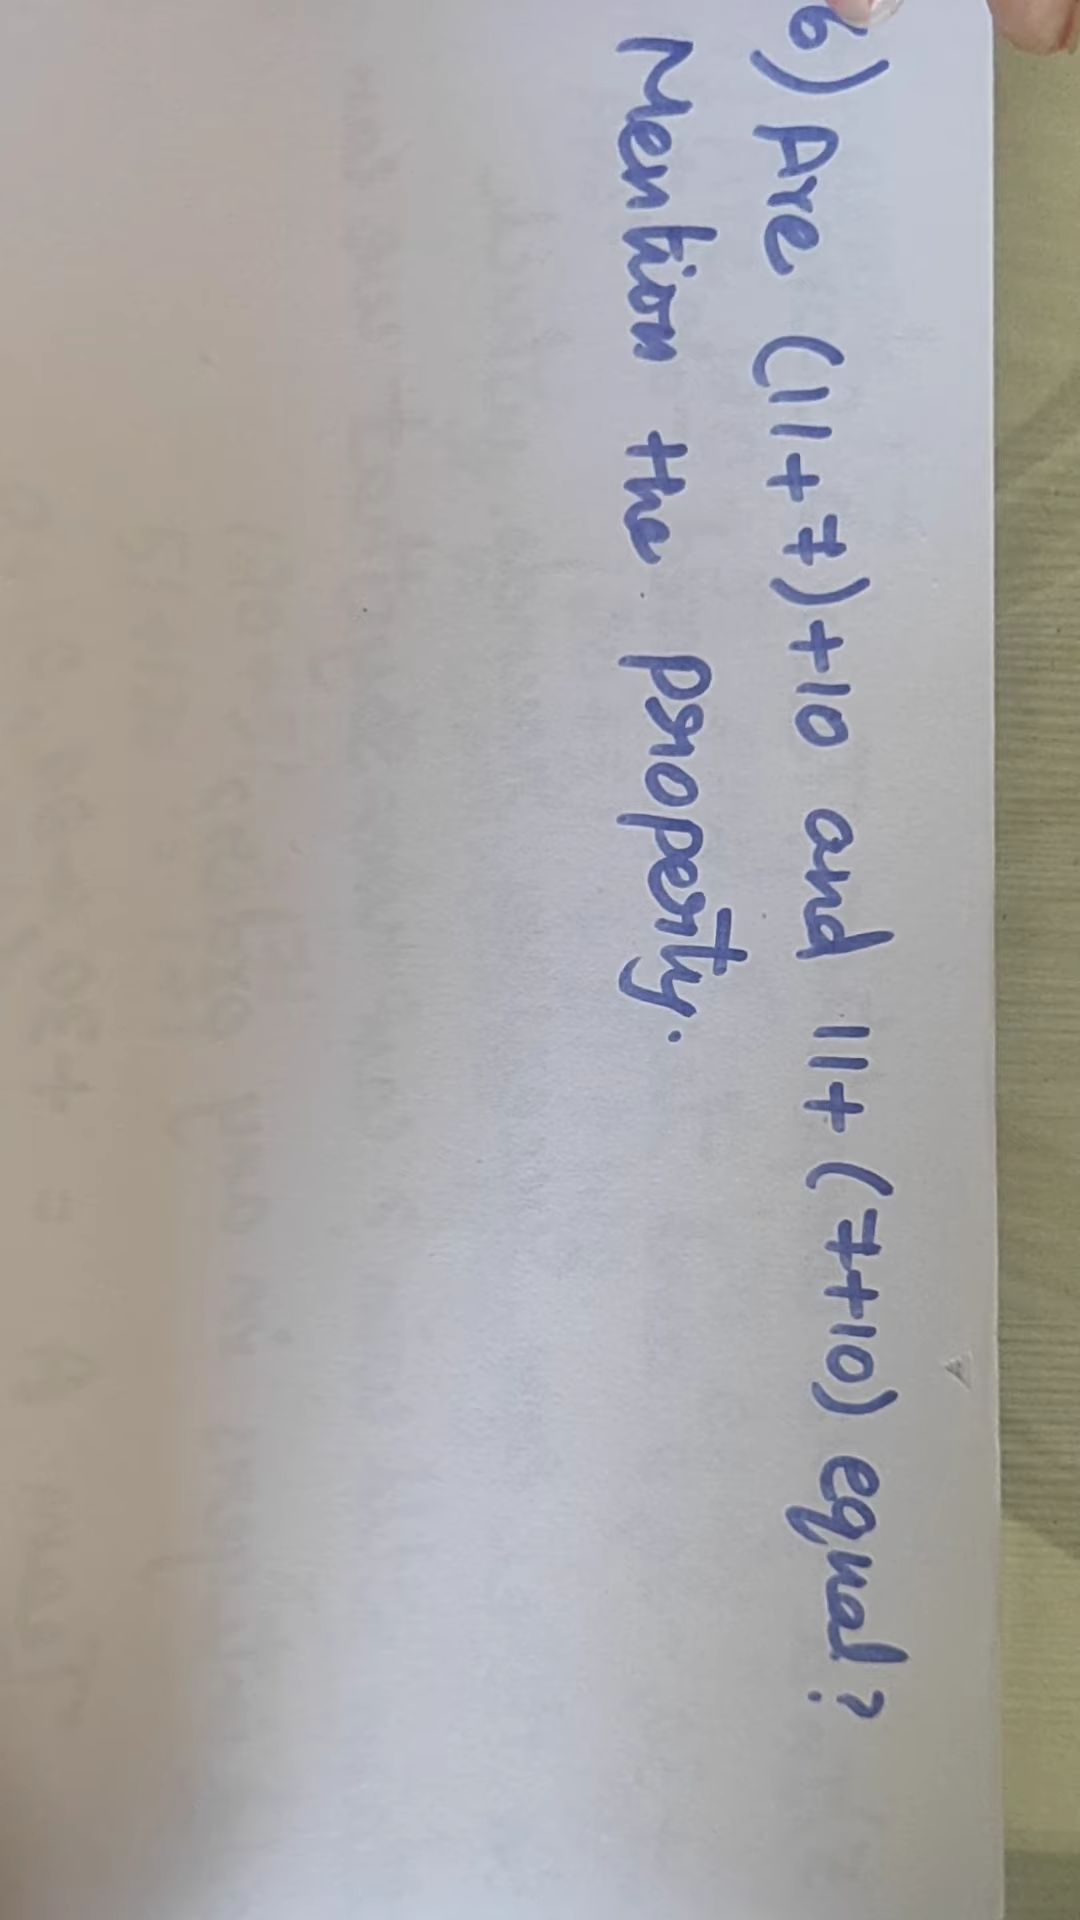 6) Are (11+7)+10 and 11+(7+10) equal?
Mention the property.